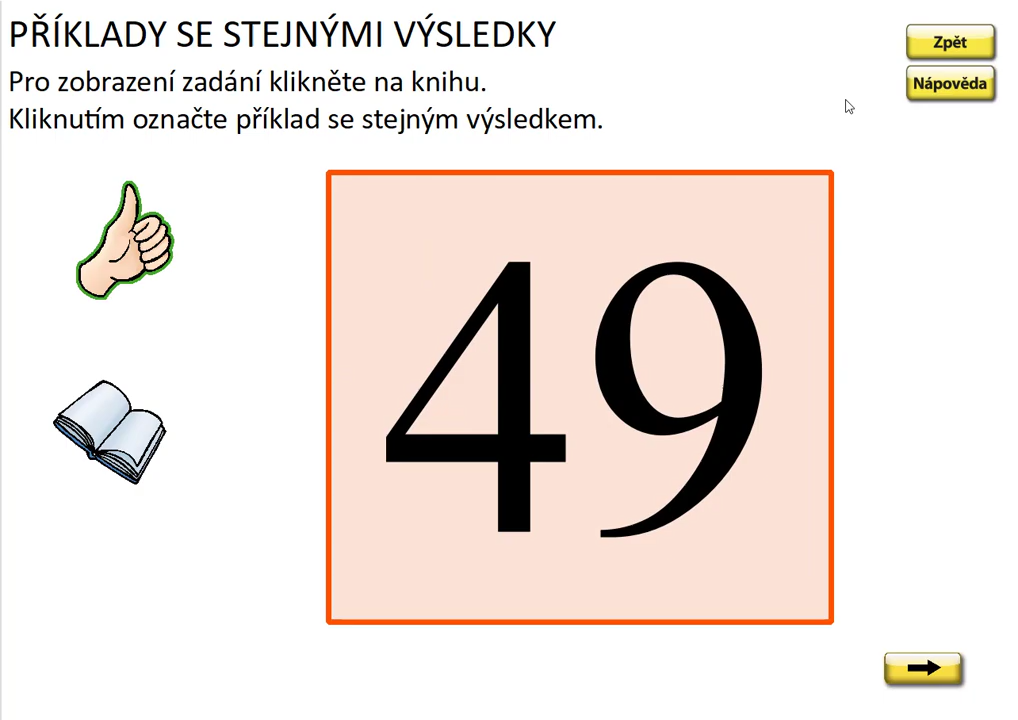 PŘÍKLADY SE STEJNÝMI VÝSLEDKY
Zpět
Pro zobrazení zadání klikněte na knihu.
Nápověda
Kliknutím označte příklad se stejným výsledkem.
49